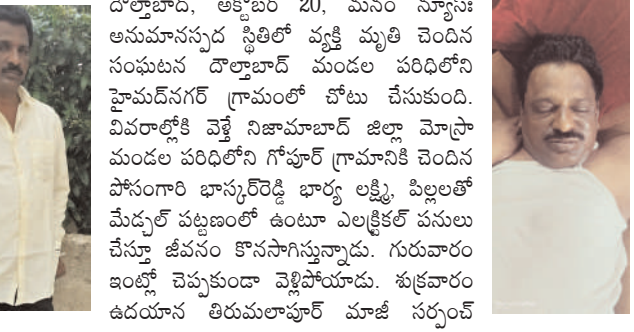 దౌల్తాబాద్, అక్టోబర్ 20, మనం న్యూసః
అనుమానస్పద స్థితిలో వ్యక్తి మృతి చెందిన
సంఘటన దౌల్తాబాద్ మండల పరిధిలోని
హైమద్‌నగర్ గ్రామంలో చోటు చేసుకుంది.
వివరాల్లోకి వెళ్తే నిజామాబాద్ జిల్లా మోస్రా
మండల పరిధిలోని గోపూర్ గ్రామానికి చెందిన
పోసంగారి భాస్కర్‌రెడ్డి భార్య లక్ష్మి, పిల్లలతో
మేడ్చల్ పట్టణంలో ఉంటూ ఎలక్ట్రికల్ పనులు
చేస్తూ జీవనం కొనసాగిస్తున్నాడు. గురువారం
ఇంట్లో చెప్పకుండా వెళ్లిపోయాడు. శుక్రవారం
ఉదయాన తిరుమలాపూర్ మాజీ సర్పంచ్